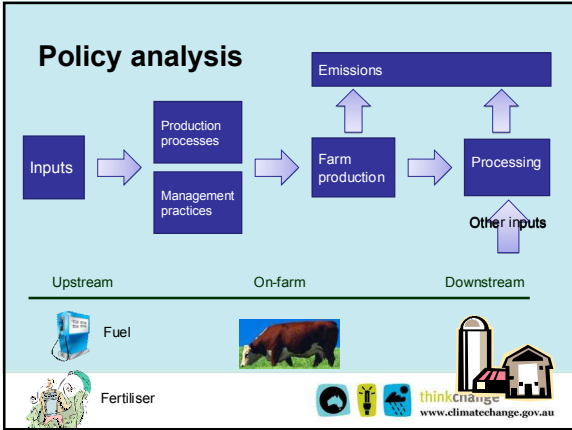 Policy analysis
Emissions
Production
processes
Inputs
Farm
production
Processing
Management
practices
Other inputs
Upstream
On-farm
Downstream
Fuel
Fertiliser
thinkchange
www.climatechange.gov.au